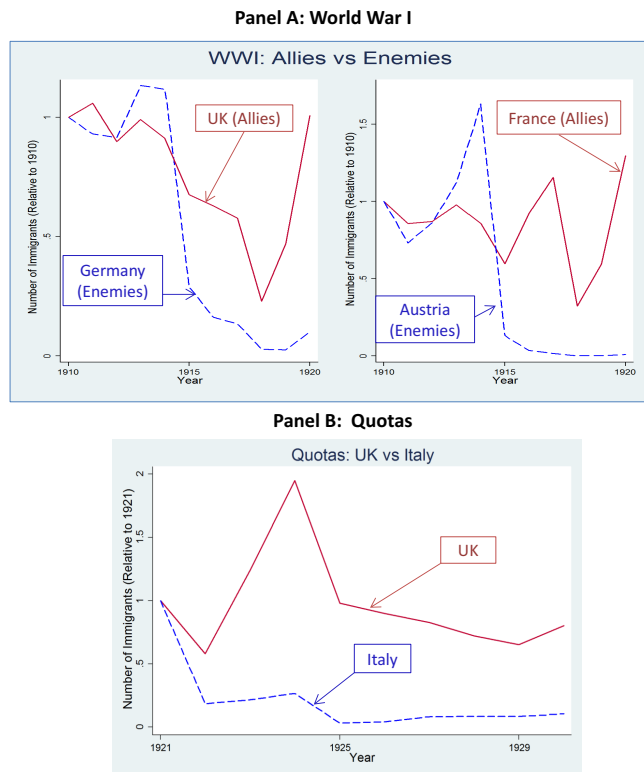 Panel A: World War I
WWI: Allies vs Enemies
Number of Immigrants (Relative to 1910)
1
.5
0
UK (Allies)
Germany
(Enemies)
1910
1915
1920
Year
Number of Immigrants (Relative to 1910)
1.5
1
.5
0
France (Allies)
Austria
(Enemies)
1910
1915
1920
Year
Panel B: Quotas
Quotas: UK vs Italy
Number of Immigrants (Relative to 1921)
2
1.5
1
.5
0
UK
Italy
1921
1925
1929
Year